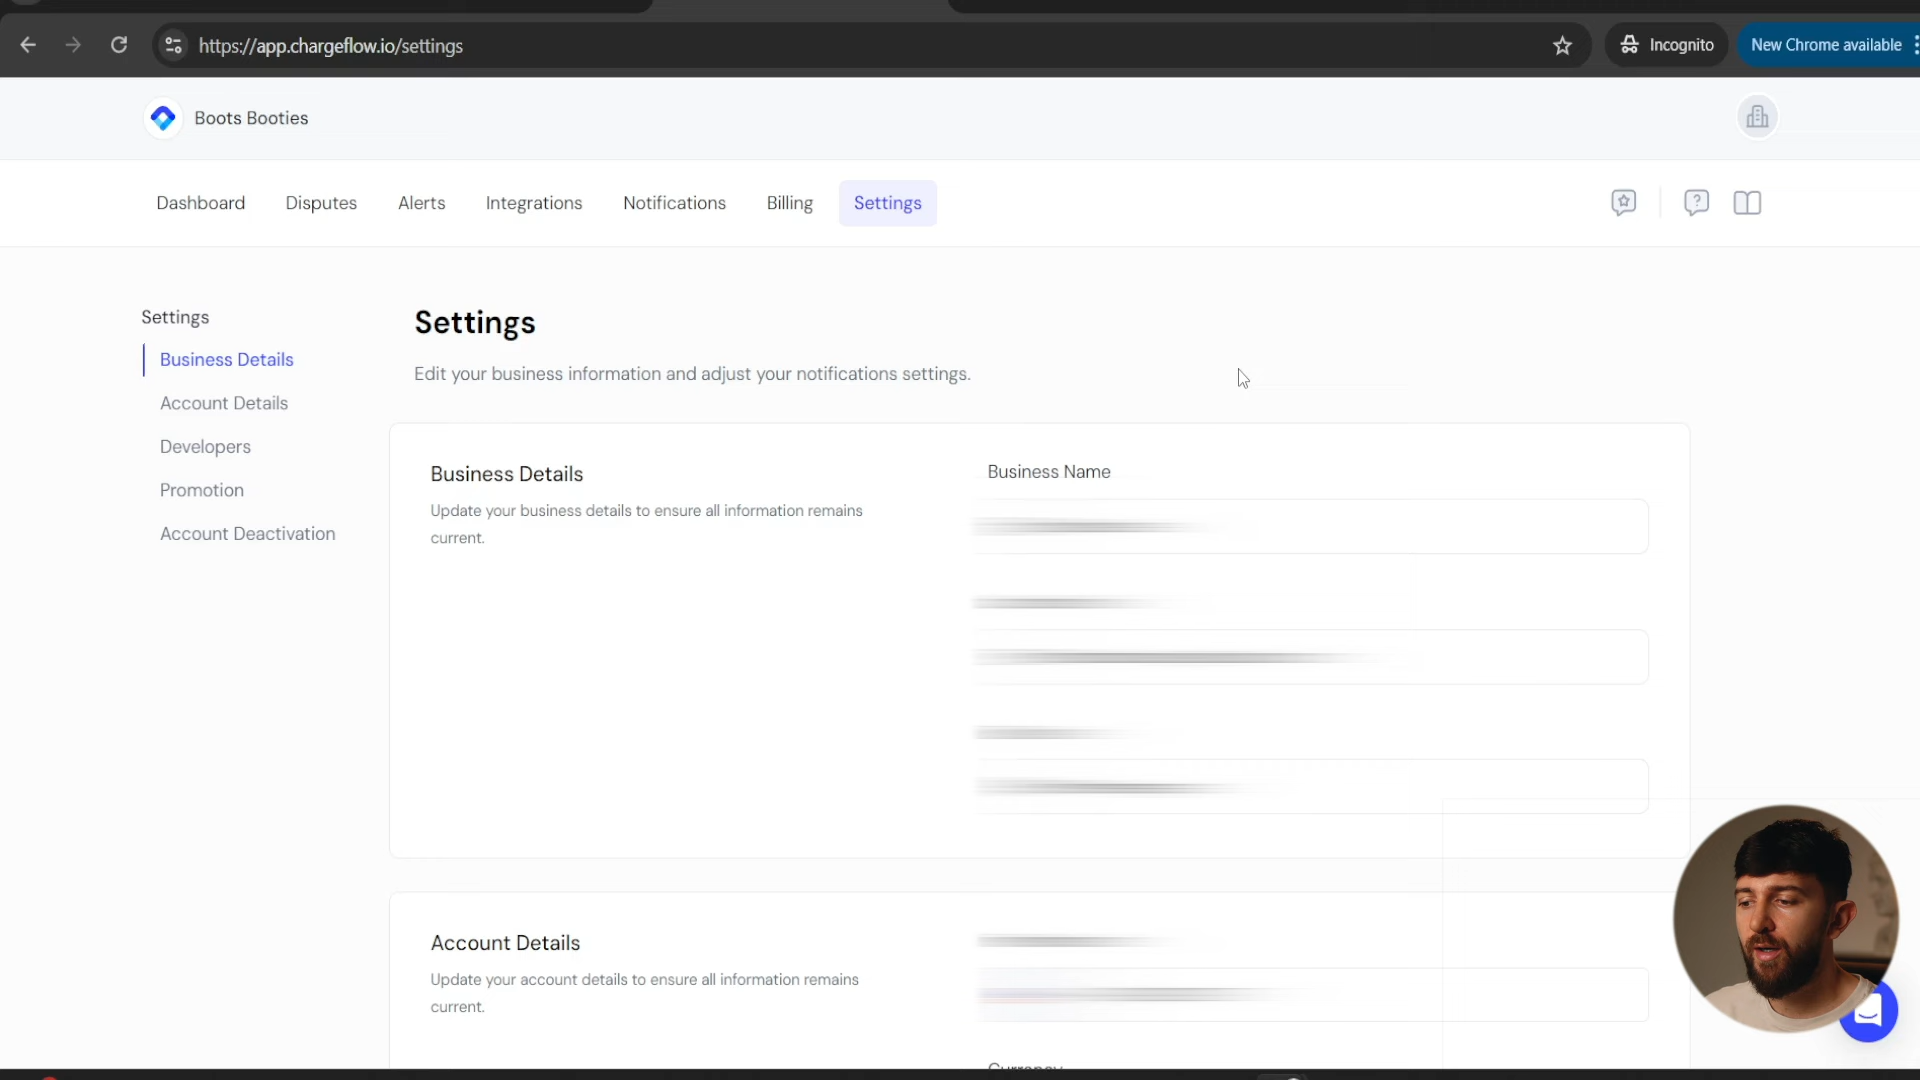 https://app.chargeflow.io/settings
Incognito
New Chrome available
Boots Booties
Dashboard
Disputes
Alerts
Integrations
Notifications
Billing
Settings
Settings
Business Details
Account Details
Developers
Promotion
Account Deactivation
Settings
Edit your business information and adjust your notifications settings.
Business Details
Update your business details to ensure all information remains
current.
Business Name
Account Details
Update your account details to ensure all information remains
current.